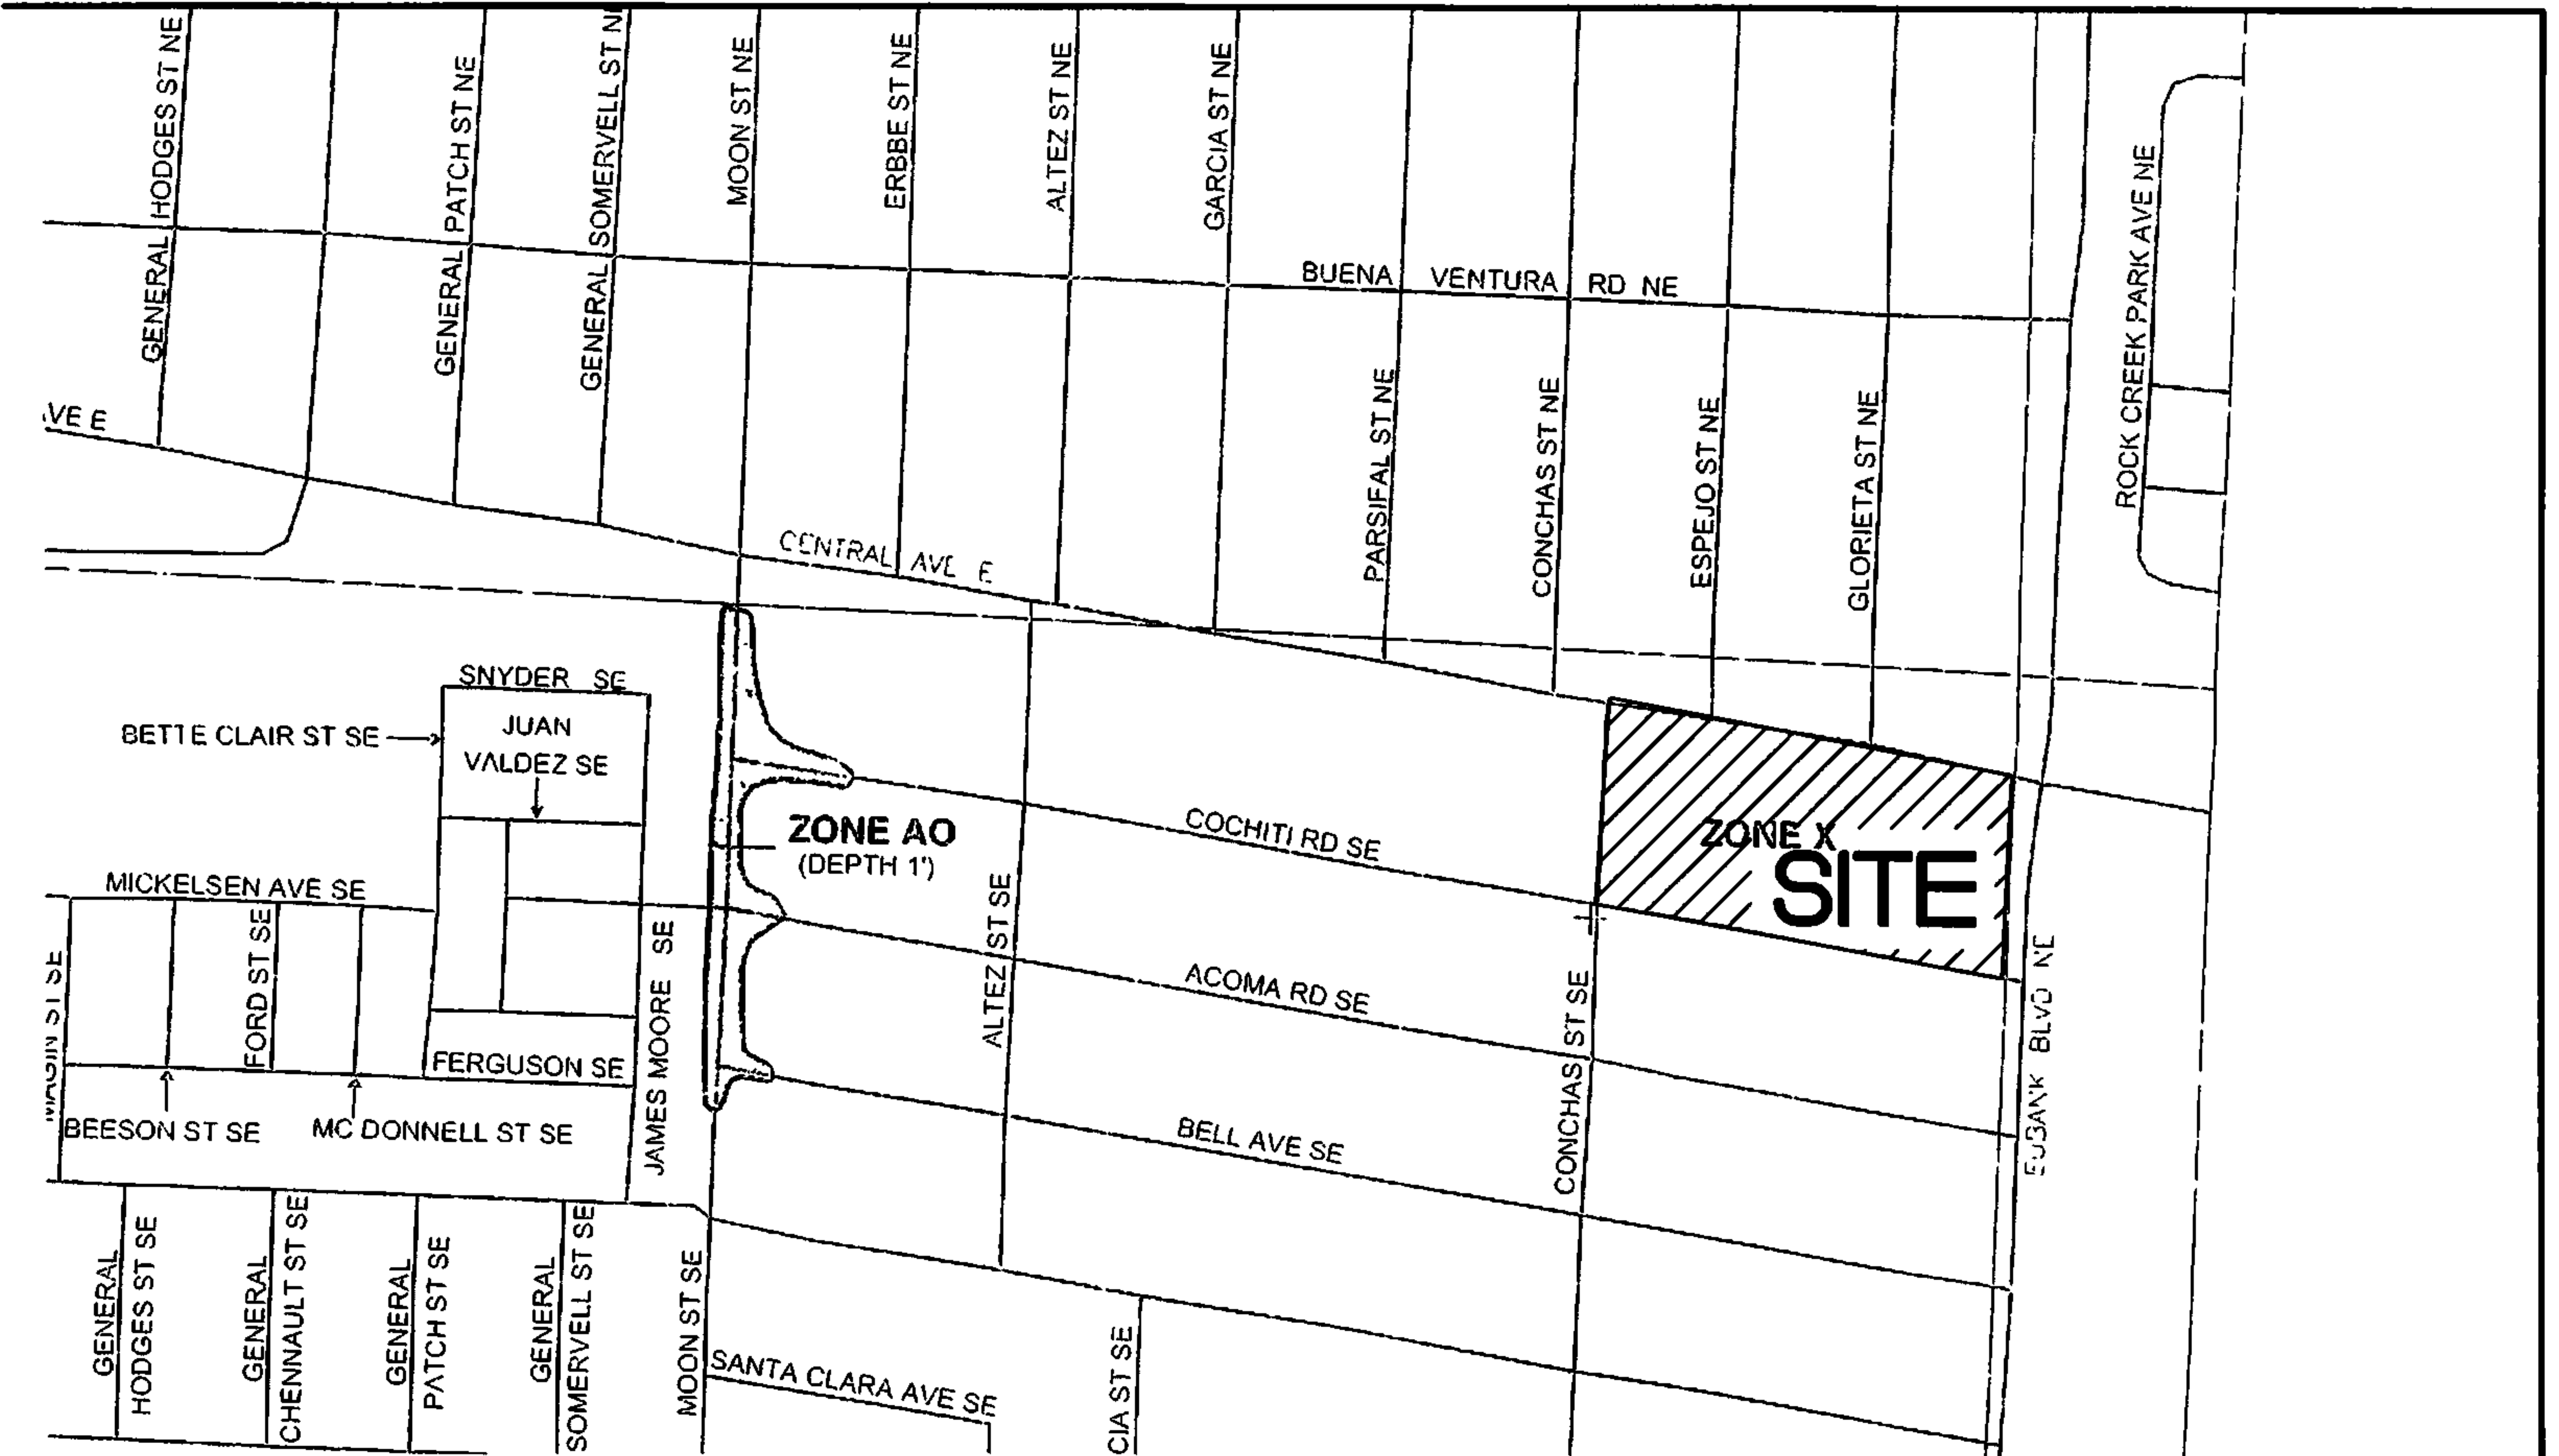 GENERAL HODGES ST NE
GENERAL PATCH ST NE
GENERAL SOMERVELL ST N
MOON ST NE
ERBBE ST NE
ALTEZ ST NE
GARCIA ST NE
BUENA VENTURA RD NE
PARSIFAL ST NE
CONCHAS ST NE
ESPEJO ST NE
GLORIETA ST NE
ROCK CREEK PARK AVE NE
VE E
CENTRAL AVE E
SNYDER SE
BETTE CLAIR ST SE
JUAN
VALDEZ SE
ZONE AO
(DEPTH 1')
COCHITI RD SE
ZONE X
SITE
MICKELSEN AVE SE
FORD ST SE
JAMES MOORE SE
ALTEZ ST SE
ACOMA RD SE
CONCHAS ST SE
EUBANK BLVD NE
FERGUSON SE
BEESON ST SE
MC DONNELL ST SE
BELL AVE SE
GENERAL
HODGES ST SE
GENERAL
CHENNAULT ST SE
GENERAL
PATCH ST SE
GENERAL
SOMERVELL ST SE
MOON ST SE
SANTA CLARA AVE SE
CIA ST SE